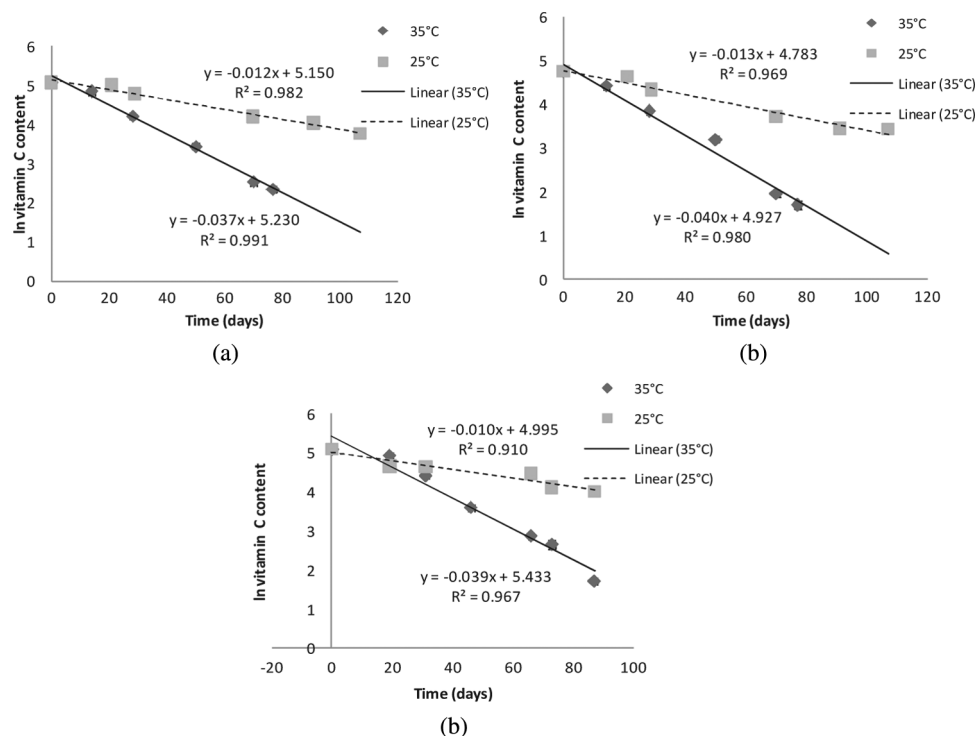 35°C
25°C
Linear (35°C)
Linear (25°C)
y = -0.012x + 5.150
R² = 0.982
y = -0.037x + 5.230
R² = 0.991
ln vitamin C content
6
5
4
3
2
1
0
0 20 40 60 80 100 120
Time (days)
(a)
35°C
25°C
Linear (35°C)
Linear (25°C)
y = -0.013x + 4.783
R² = 0.969
y = -0.040x + 4.927
R² = 0.980
ln vitamin C content
6
5
4
3
2
1
0
0 20 40 60 80 100 120
Time (days)
(b)
35°C
25°C
Linear (35°C)
Linear (25°C)
y = -0.010x + 4.995
R² = 0.910
y = -0.039x + 5.433
R² = 0.967
ln vitamin C content
6
5
4
3
2
1
0
-20 0 20 40 60 80 100
Time (days)
(b)